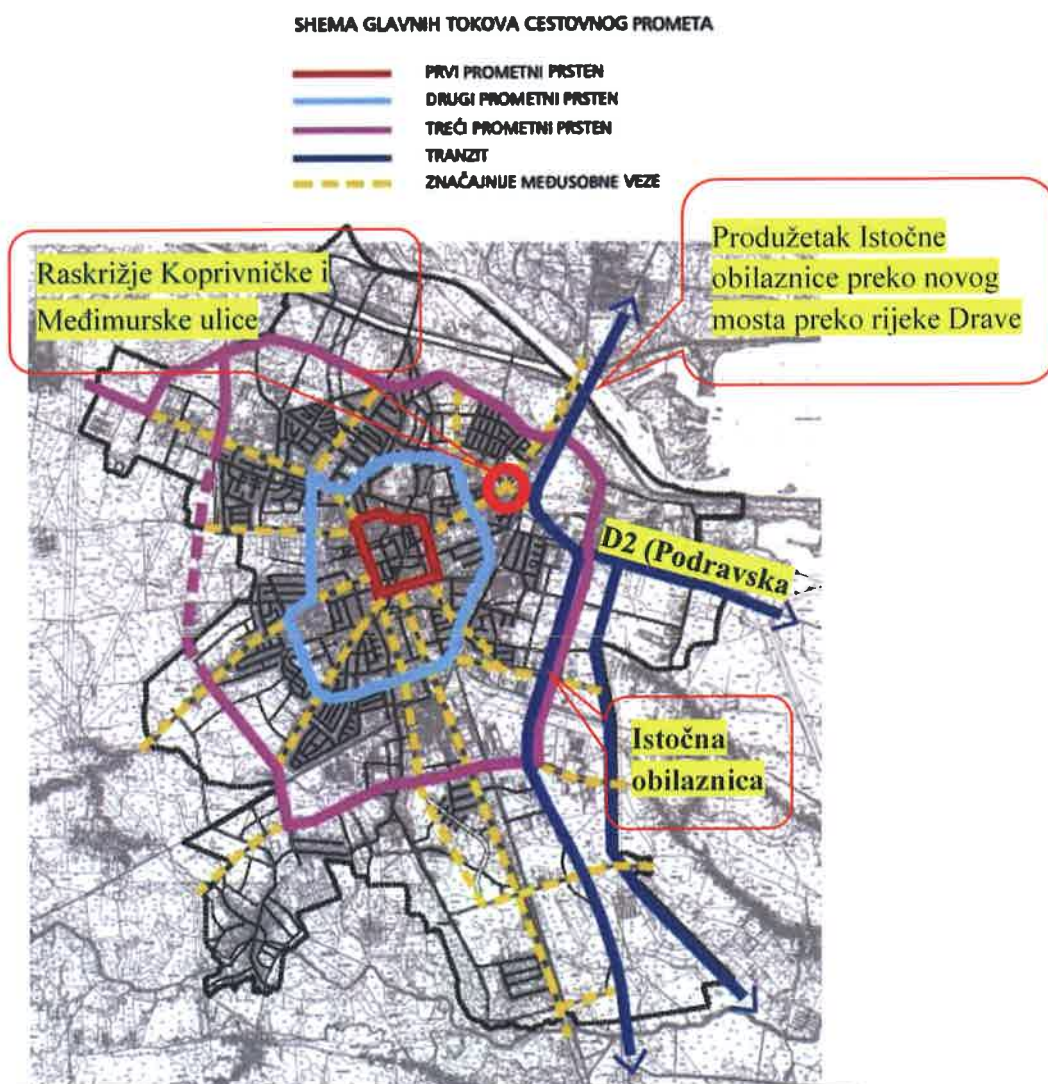 SHEMA GLAVNIH TOKOVA CESTOVNOG PROMETA
PRVI PROMETNI PRSTEN
DRUGI PROMETNI PRSTEN
TREĆI PROMETNI PRSTEN
TRANZIT
ZNAČAJNIJE MEĐUSOBNE VEZE
Raskrižje Koprivničke i
Međimurske ulice
Produžetak Istočne
obilaznice preko novog
mosta preko rijeke Drave
D2 (Podravska
Istočna
obilaznica